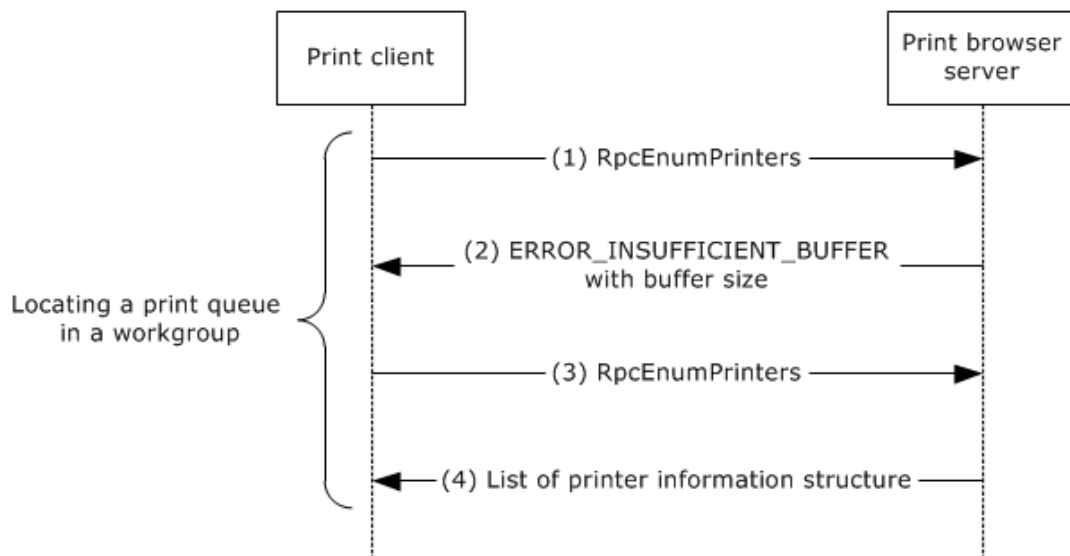 Print client
Print browser
server
(1) RpcEnumPrinters
(2) ERROR_INSUFFICIENT_BUFFER
with buffer size
Locating a print queue
in a workgroup
(3) RpcEnumPrinters
(4) List of printer information structure